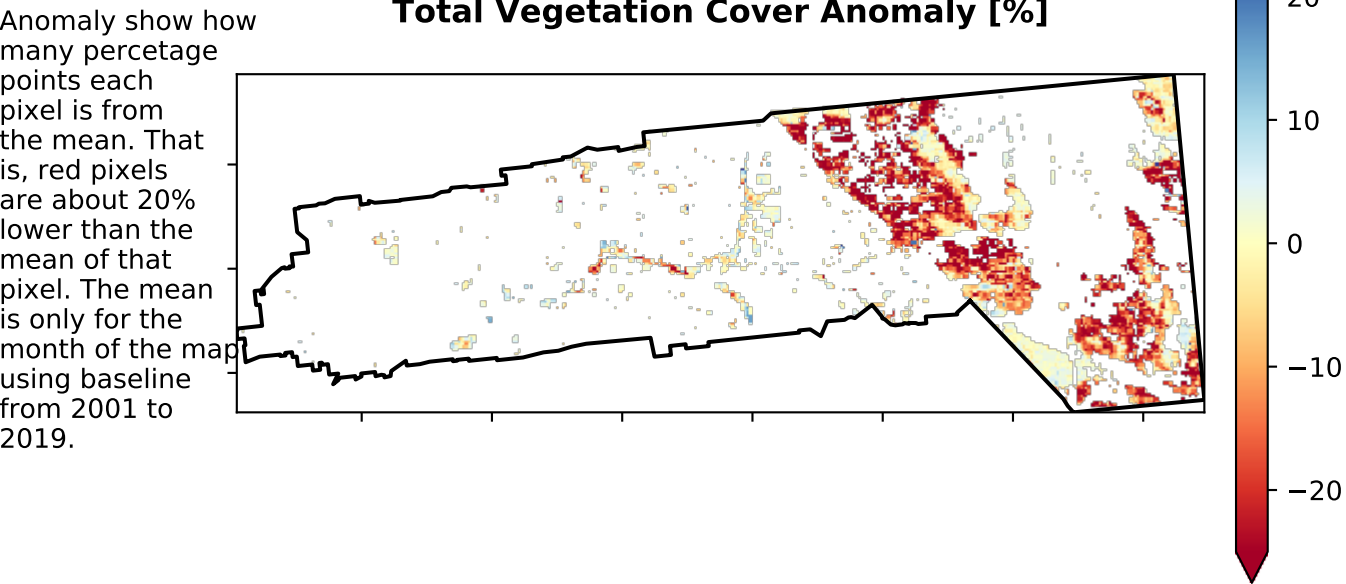 Total Vegetation Cover Anomaly [%]
Anomaly show how
many percetage
points each
pixel is from
the mean. That
is, red pixels
are about 20%
lower than the
mean of that
pixel. The mean
is only for the
month of the map
using baseline
from 2001 to
2019.
20
10
0
−10
−20